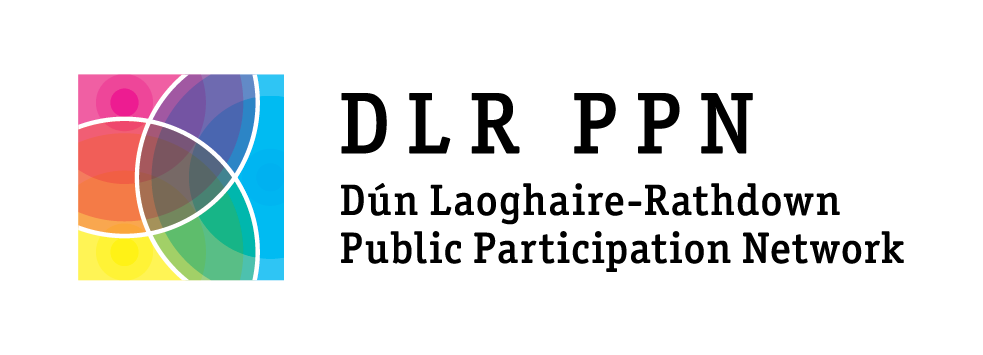 DLR PPN
Dún Laoghaire-Rathdown
Public Participation Network